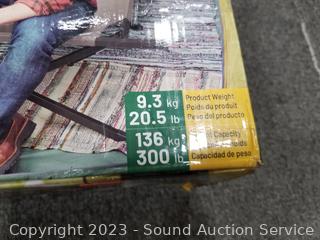 9.3 kg
20.5 lb
Product Weight
Poids du produit
Peso del producto
136 kg
300 lb
Capacity
Capacidad de peso
Copyright 2023 - Sound Auction Service